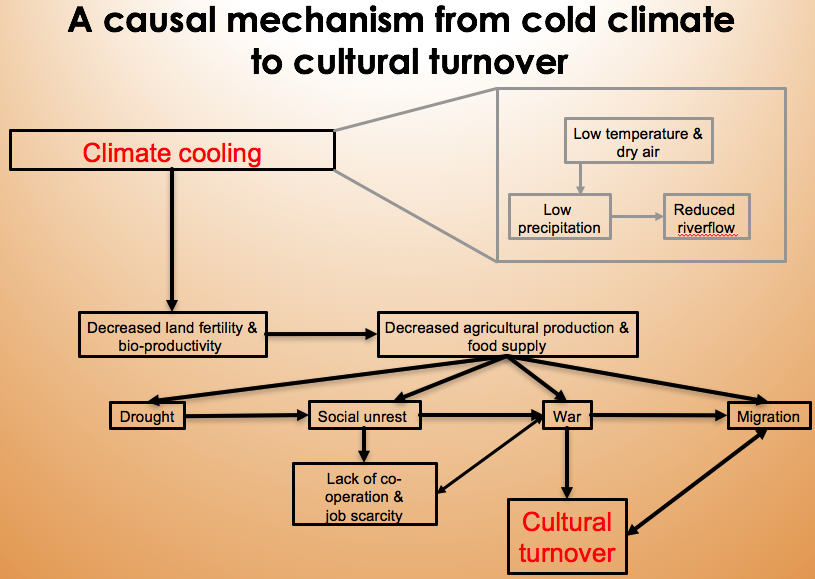 A causal mechanism from cold climate
to cultural turnover
Climate cooling
Low temperature &
dry air
Low
precipitation
Reduced
riverflow
Decreased land fertility &
bio-productivity
Decreased agricultural production &
food supply
Drought
Social unrest
War
Migration
Lack of co-
operation &
job scarcity
Cultural
turnover